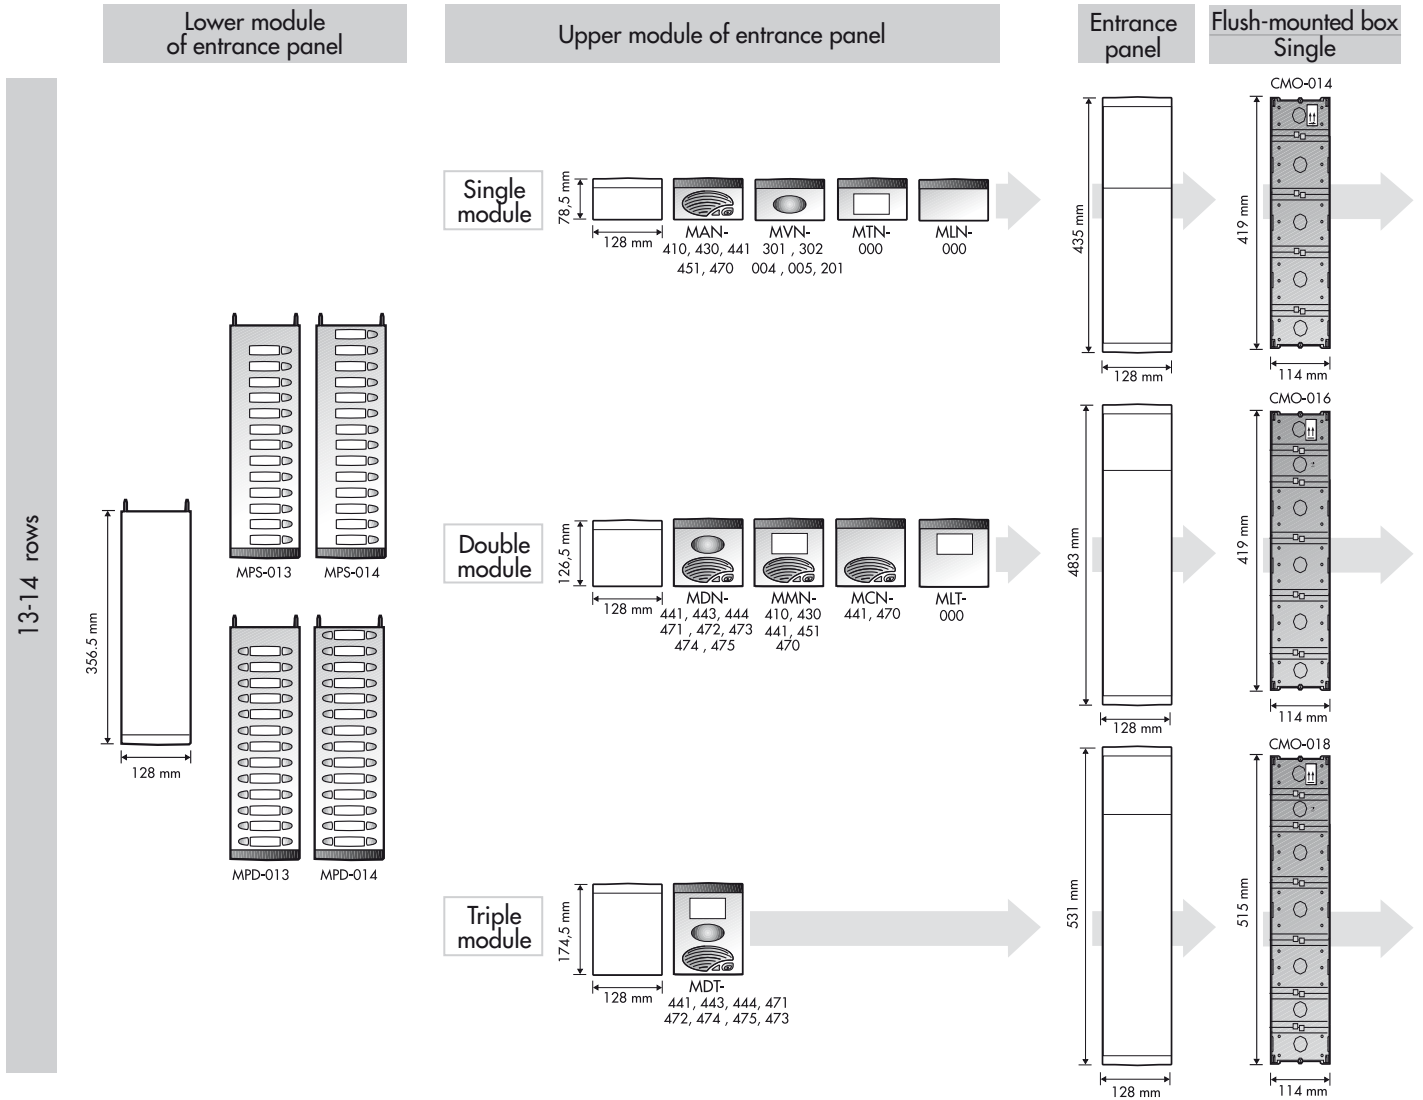 Lower module
of entrance panel
Upper module of entrance panel
Entrance
panel
Flush-mounted box
Single
13-14 rows
356.5 mm
128 mm
MPS-013
MPS-014
MPD-013
MPD-014
Single
module
78,5 mm
128 mm
MAN-
410, 430, 441
451, 470
MVN-
301 , 302
004 , 005, 201
MTN-
000
MLN-
000
435 mm
128 mm
CMO-014
419 mm
114 mm
Double
module
126,5 mm
128 mm
MDN-
441, 443, 444
471 , 472, 473
474 , 475
MMN-
410, 430
441, 451
470
MCN-
441, 470
MLT-
000
483 mm
128 mm
CMO-016
419 mm
114 mm
Triple
module
174,5 mm
128 mm
MDT-
441, 443, 444, 471
472, 474 , 475, 473
531 mm
128 mm
CMO-018
515 mm
114 mm